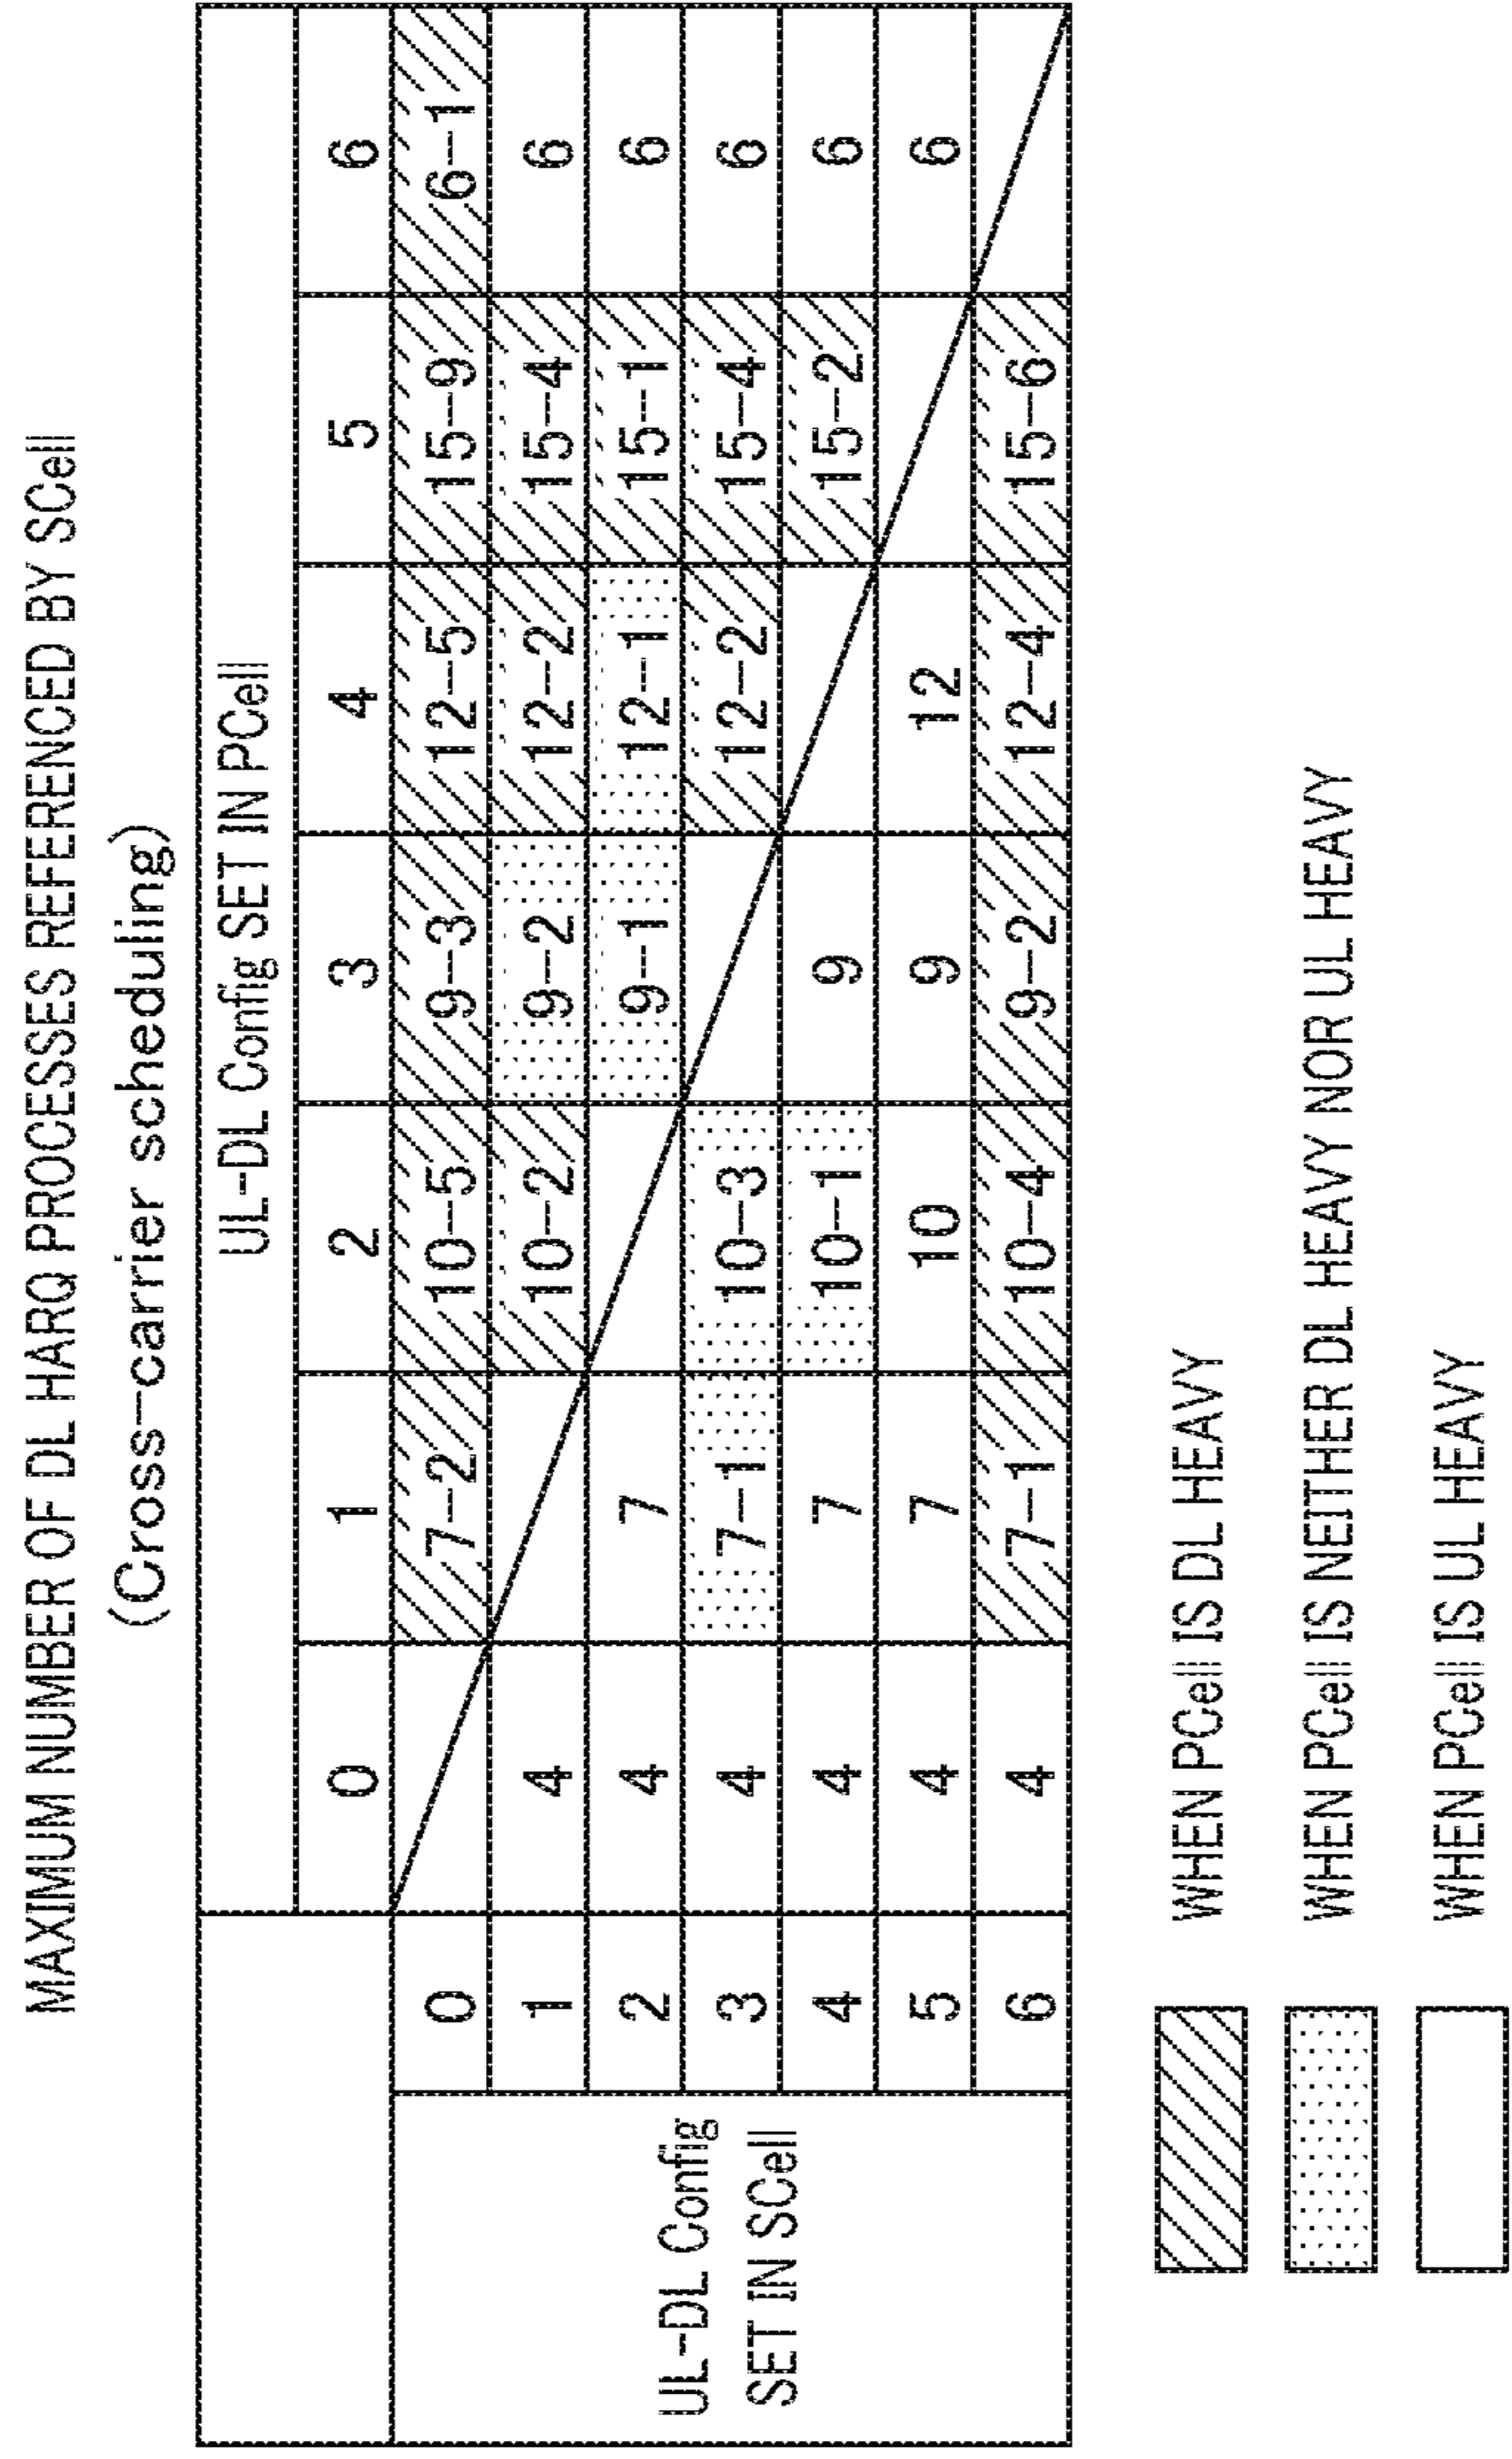 MAXIMUM NUMBER OF DL HARQ PROCESSES REFERENCED BY SCell
(Cross-carrier scheduling)
UL-DL Config SET IN PCell
0 1 2 3 4 5 6
UL-DL Config
SET IN SCell
0 7-2 10-5 9-3 12-5 15-9 6-1
1 4 10-2 9-2 12-2 15-4 6
2 4 7 9-1 12-1 15-1 6
3 4 7-1 10-3 12-2 15-4 6
4 4 7 10-1 9 15-2 6
5 4 7 10 9 12 6
6 4 7-1 10-4 9-2 12-4 15-6
WHEN PCell IS DL HEAVY
WHEN PCell IS NEITHER DL HEAVY NOR UL HEAVY
WHEN PCell IS UL HEAVY